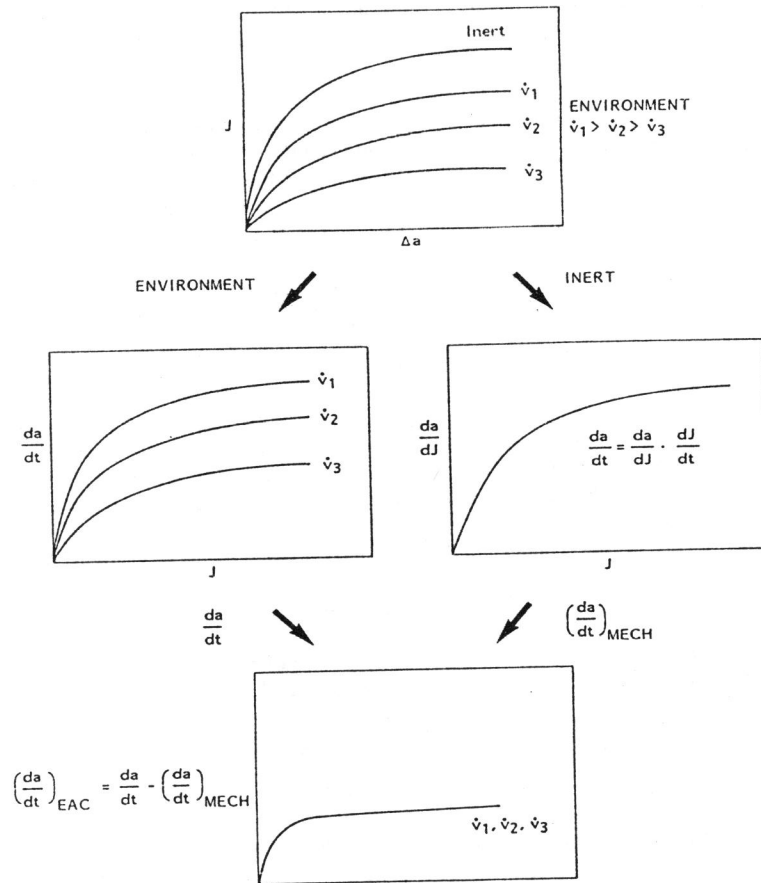 Inert
J
v̇1
v̇2
v̇3
ENVIRONMENT
v̇1 > v̇2 > v̇3
Δa
ENVIRONMENT
INERT
da/dt
v̇1
v̇2
v̇3
J
da/dJ
da/dt = da/dJ · dJ/dt
J
da/dt
(da/dt)MECH
(da/dt)EAC = da/dt - (da/dt)MECH
v̇1, v̇2, v̇3